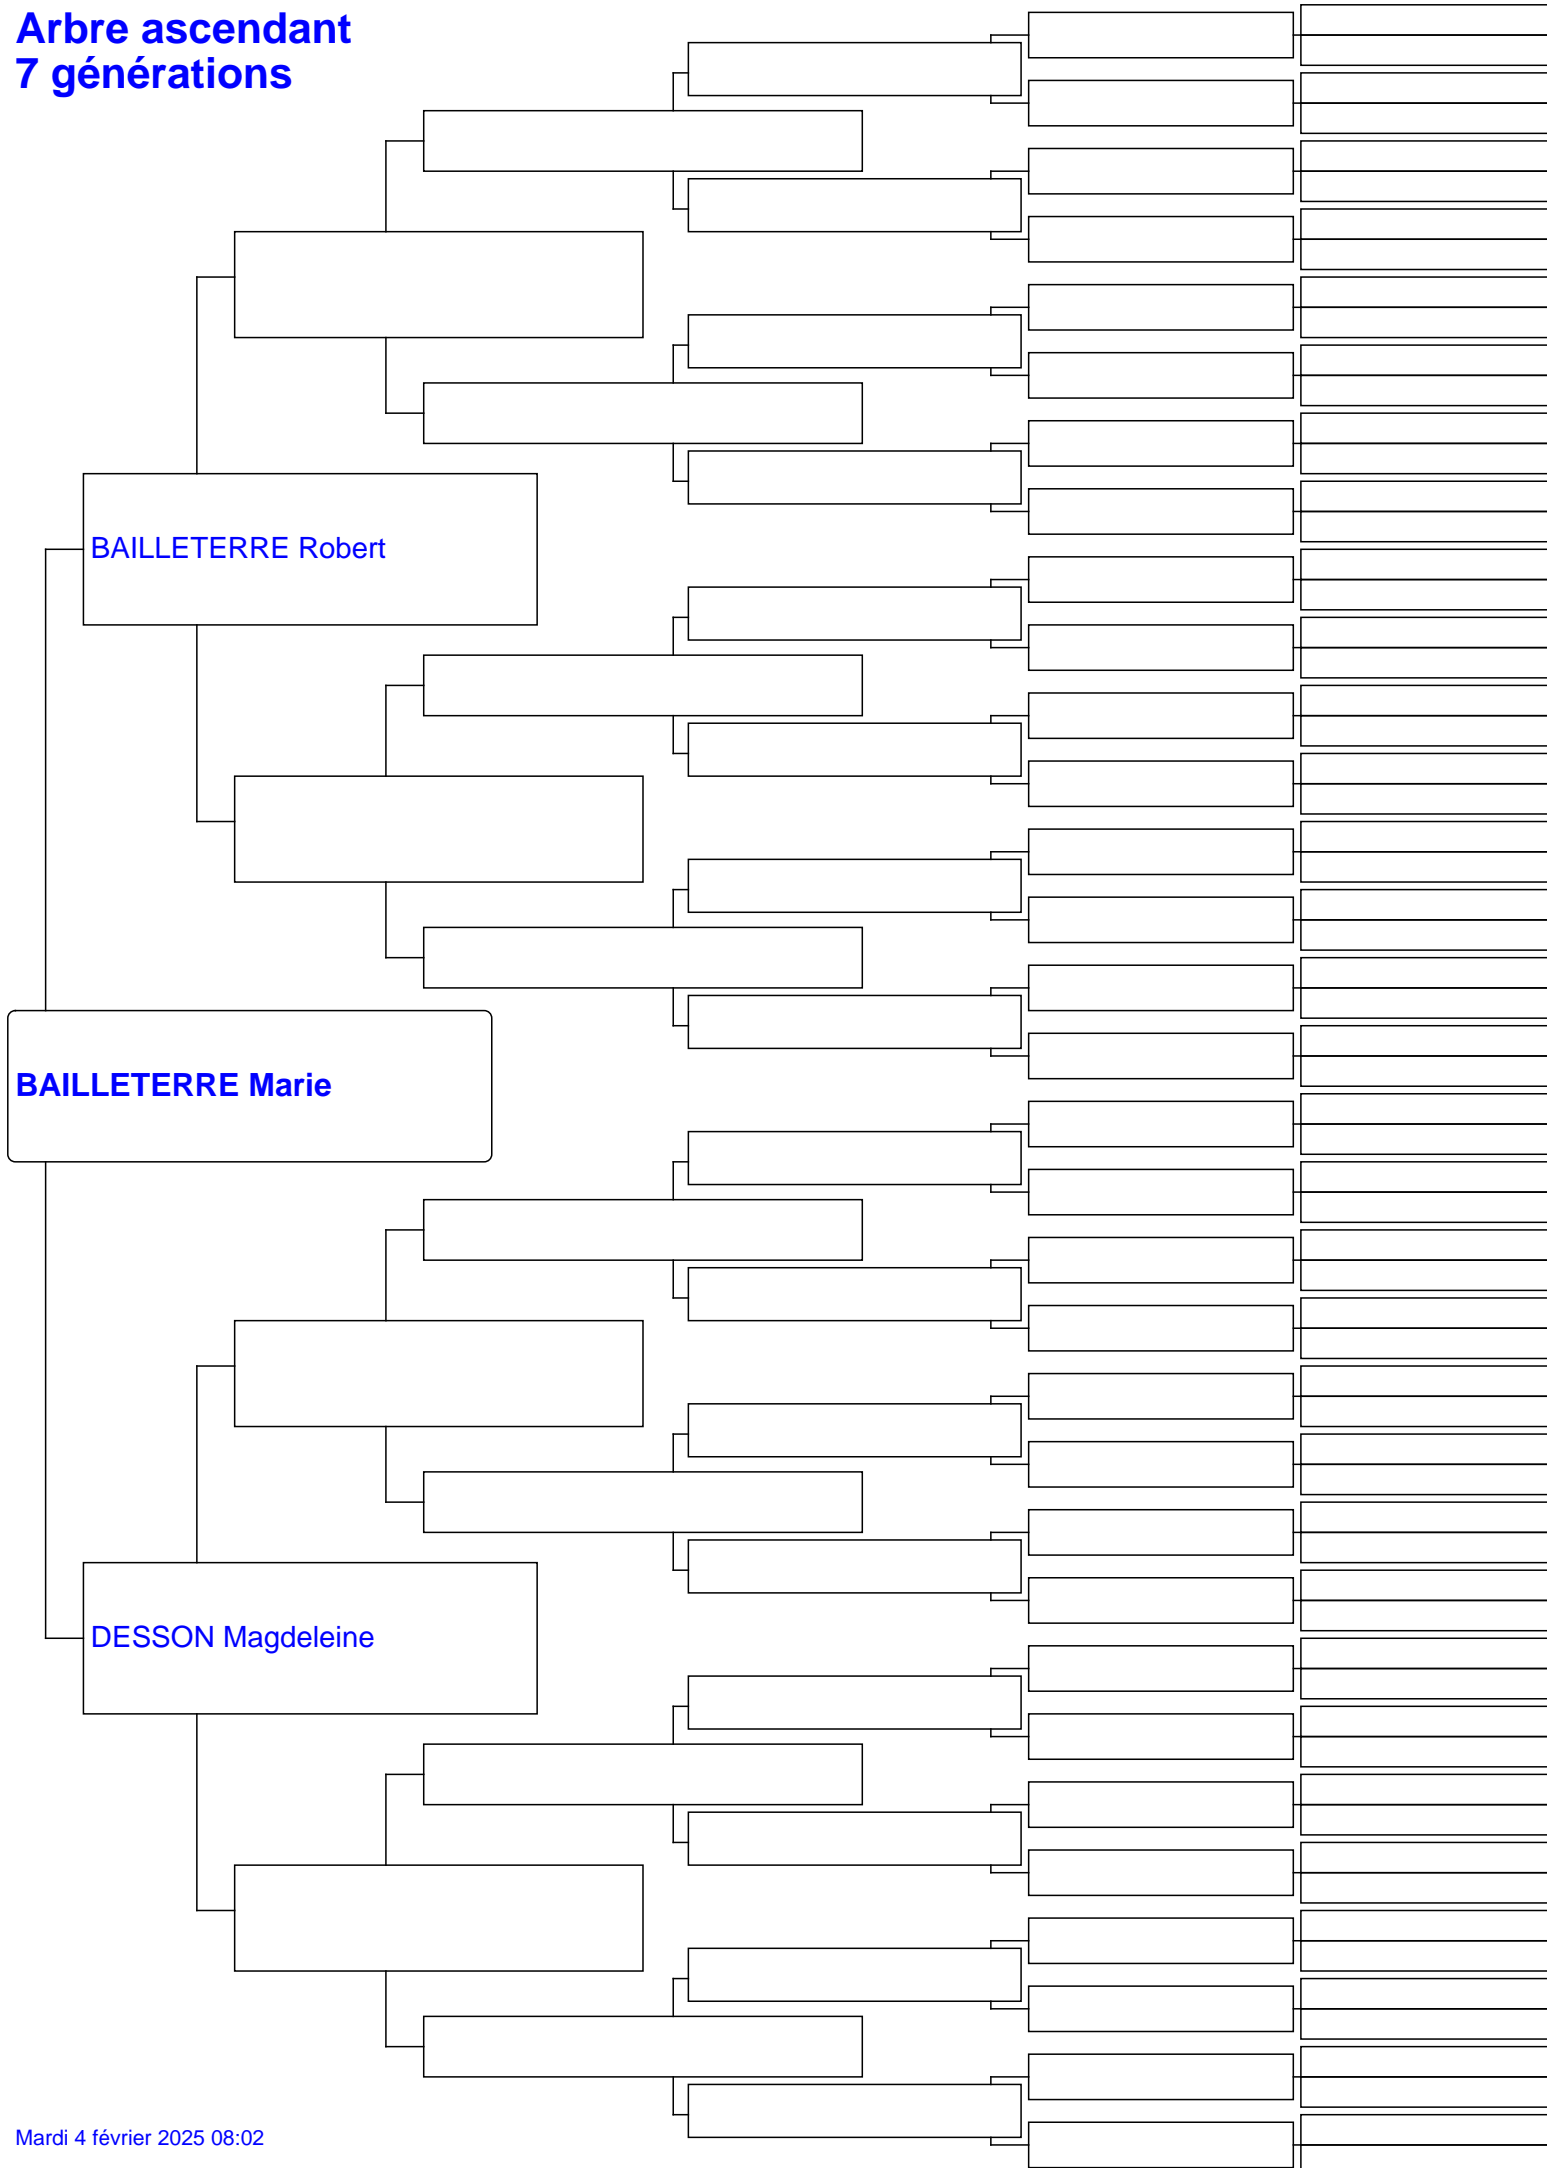 Arbre ascendant
7 générations
BAILLETERRE Robert
BAILLETERRE Marie
DESSON Magdeleine
Mardi 4 février 2025 08:02